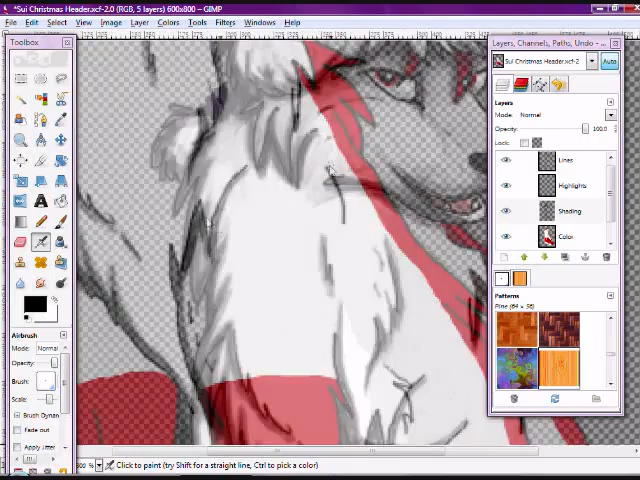 *Sui Christmas Header.xcf-2.0 (RGB, 5 layers) 600x800 – GIMP
File Edit Select View Image Layer Colors Tools Filters Windows Help
Toolbox
Airbrush
Mode: Normal
Opacity:
Brush:
Scale:
Brush Dynan
Fade out
Apply Jitter
Click to paint (try Shift for a straight line, Ctrl to pick a color)
Layers, Channels, Paths, Undo - ...
Sui Christmas Header.xcf-2
Auto
Layers
Mode: Normal
Opacity: 100.0
Lock:
Lines
Highlights
Shading
Color
Patterns
Pine (64 × 56)